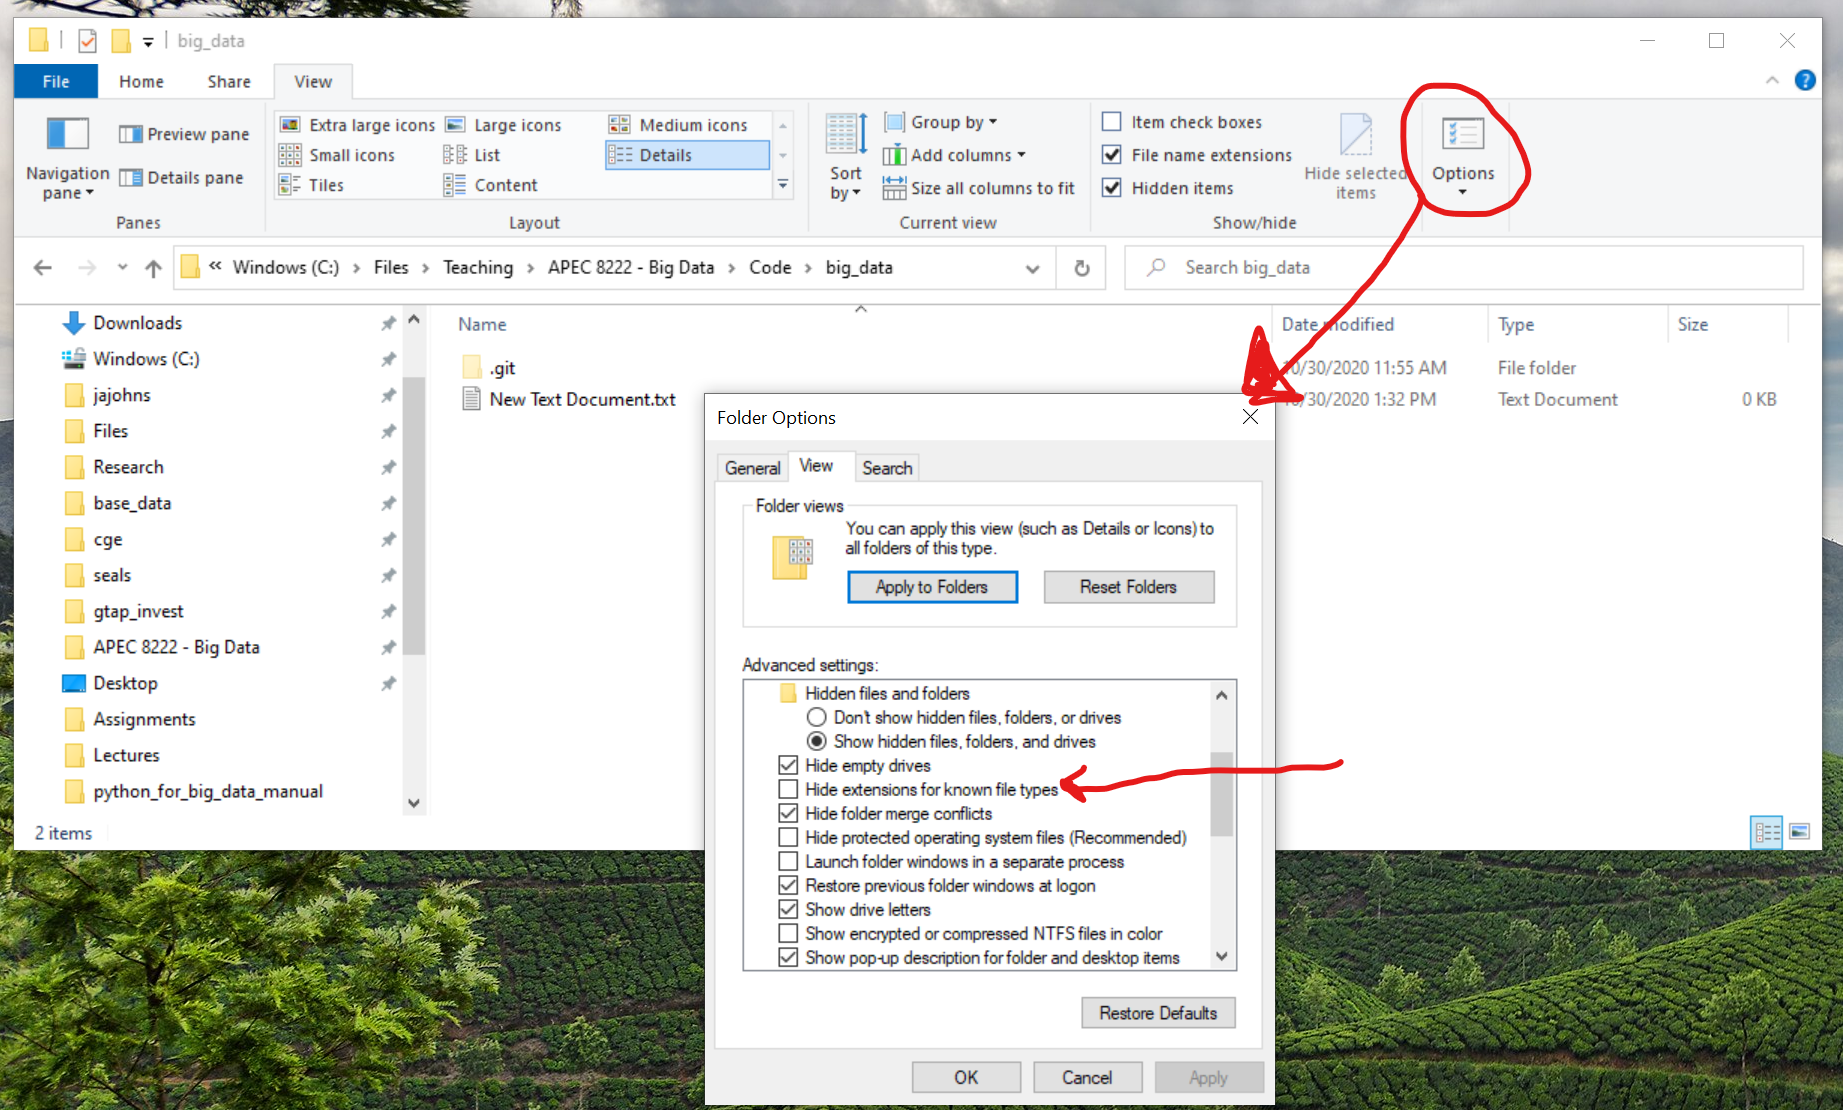 big_data
File Home Share View
Navigation pane
Preview pane
Details pane
Panes
Extra large icons Large icons Medium icons
Small icons List Details
Tiles Content
Layout
Sort by
Group by
Add columns
Size all columns to fit
Current view
Item check boxes
File name extensions
Hidden items
Hide selected items
Show/hide
Options
« Windows (C:) › Files › Teaching › APEC 8222 - Big Data › Code › big_data
Search big_data
Downloads
Windows (C:)
jajohns
Files
Research
base_data
cge
seals
gtap_invest
APEC 8222 - Big Data
Desktop
Assignments
Lectures
python_for_big_data_manual
2 items
Name Date modified Type Size
.git 10/30/2020 11:55 AM File folder
New Text Document.txt 10/30/2020 1:32 PM Text Document 0 KB
Folder Options
General View Search
Folder views
You can apply this view (such as Details or Icons) to
all folders of this type.
Apply to Folders Reset Folders
Advanced settings:
Hidden files and folders
Don't show hidden files, folders, or drives
Show hidden files, folders, and drives
Hide empty drives
Hide extensions for known file types
Hide folder merge conflicts
Hide protected operating system files (Recommended)
Launch folder windows in a separate process
Restore previous folder windows at logon
Show drive letters
Show encrypted or compressed NTFS files in color
Show pop-up description for folder and desktop items
Restore Defaults
OK Cancel Apply